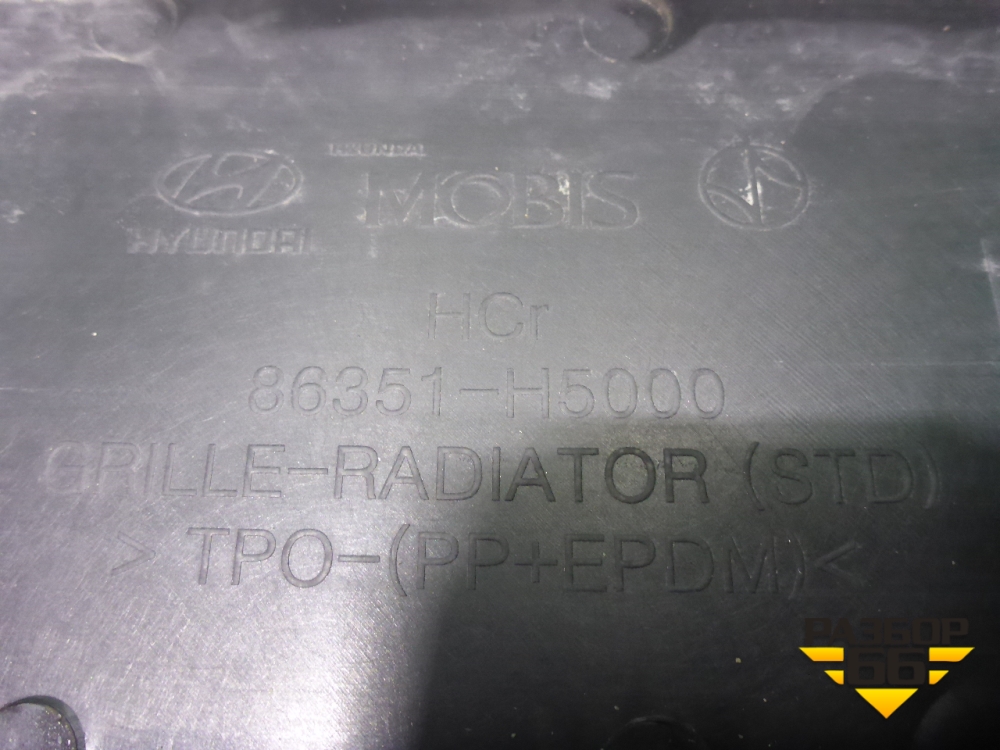 HYUNDAI
MOBIS
HYUNDAI
HCr
86351-H5000
GRILLE-RADIATOR (STD)
> TPO-(PP+EPDM) <
РАЗБОР
66